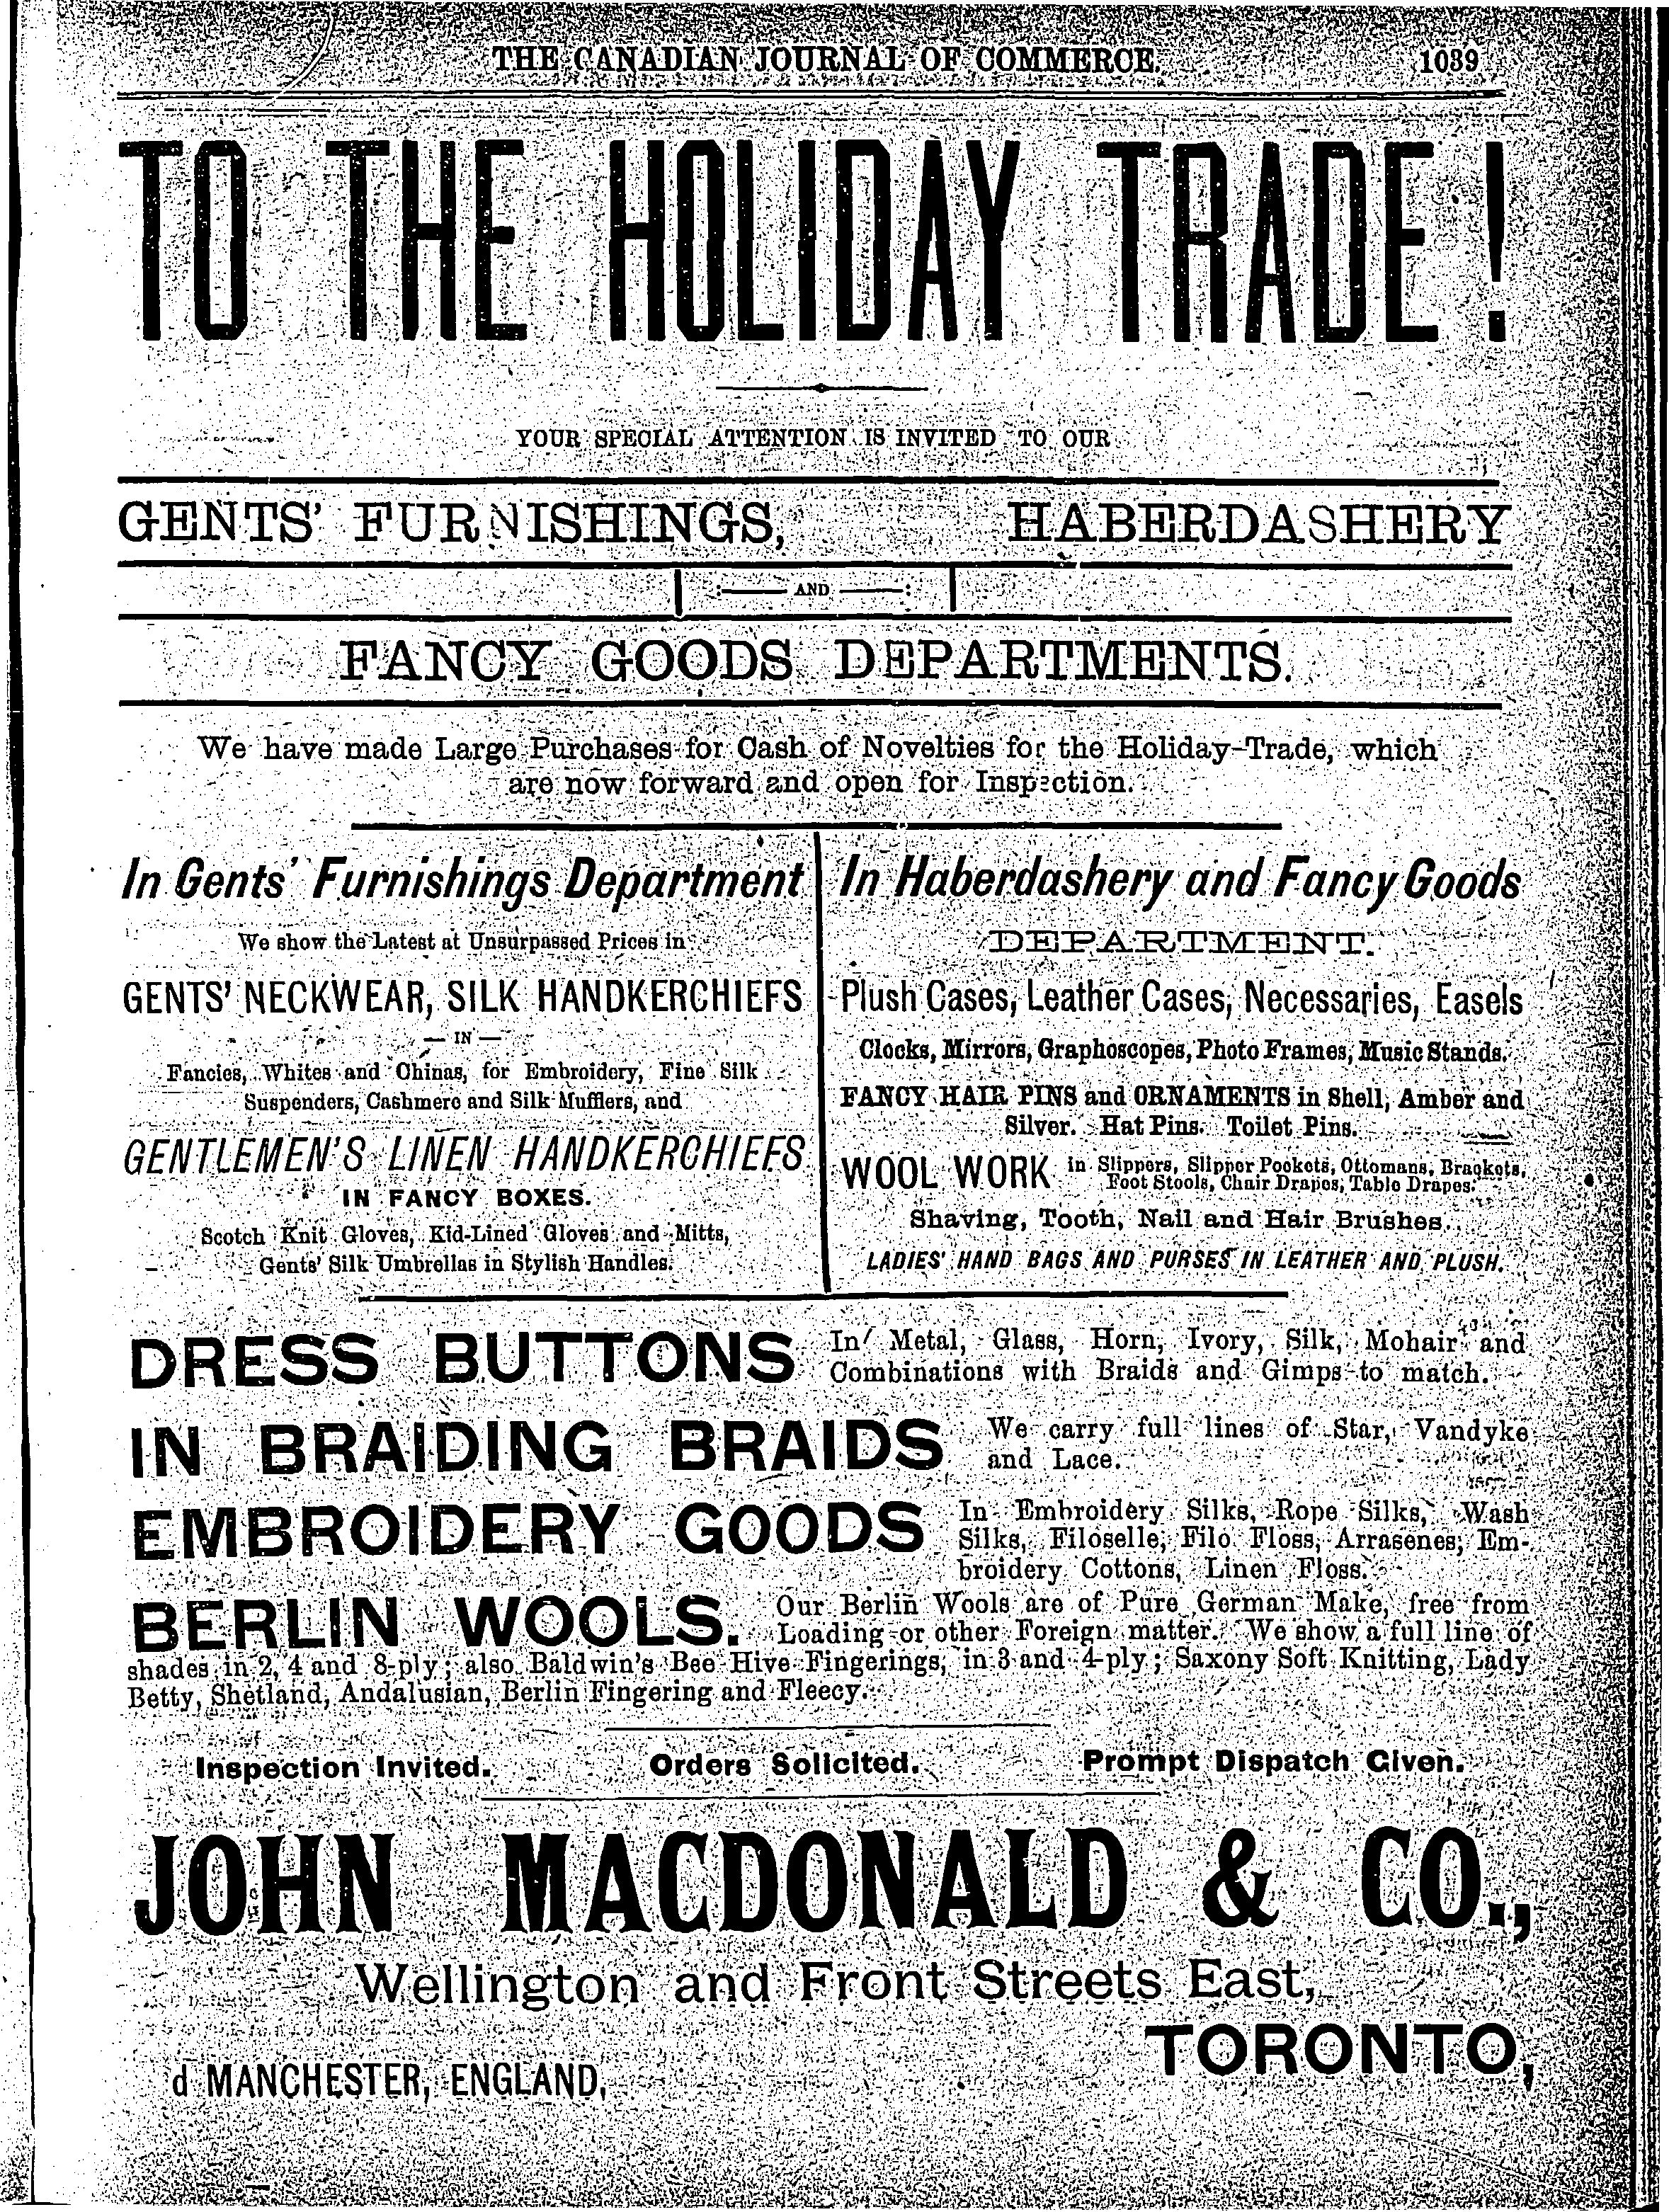 THE CANADIAN JOURNAL OF COMMERCE. 1039
TO THE HOLIDAY TRADE!
YOUR SPECIAL ATTENTION IS INVITED TO OUR
GENTS' FURNISHINGS, HABERDASHERY
AND
FANCY GOODS DEPARTMENTS.
We have made Large Purchases for Cash of Novelties for the Holiday-Trade, which
are now forward and open for Inspection.
In Gents' Furnishings Department
We show the Latest at Unsurpassed Prices in
GENTS' NECKWEAR, SILK HANDKERCHIEFS
— IN —
Fancies, Whites and Chinas, for Embroidery, Fine Silk
Suspenders, Cashmere and Silk Mufflers, and
GENTLEMEN'S LINEN HANDKERCHIEFS
IN FANCY BOXES.
Scotch Knit Gloves, Kid-Lined Gloves and Mitts,
Gents' Silk Umbrellas in Stylish Handles.
In Haberdashery and Fancy Goods
DEPARTMENT.
Plush Cases, Leather Cases, Necessaries, Easels
Clocks, Mirrors, Graphoscopes, Photo Frames, Music Stands.
FANCY HAIR PINS and ORNAMENTS in Shell, Amber and
Silver. Hat Pins. Toilet Pins.
WOOL WORK in Slippers, Slipper Pockets, Ottomans, Brackets,
Foot Stools, Chair Drapes, Table Drapes.
Shaving, Tooth, Nail and Hair Brushes.
LADIES' HAND BAGS AND PURSES IN LEATHER AND PLUSH.
DRESS BUTTONS In Metal, Glass, Horn, Ivory, Silk, Mohair and
Combinations with Braids and Gimps to match.
IN BRAIDING BRAIDS We carry full lines of Star, Vandyke
and Lace.
EMBROIDERY GOODS In Embroidery Silks, Rope Silks, Wash
Silks, Filoselle, Filo Floss, Arrasenes, Em-
broidery Cottons, Linen Floss.
BERLIN WOOLS. Our Berlin Wools are of Pure German Make, free from
Loading or other Foreign matter. We show a full line of
shades in 2, 4 and 8-ply; also Baldwin's Bee Hive Fingerings, in 3 and 4-ply; Saxony Soft Knitting, Lady
Betty, Shetland, Andalusian, Berlin Fingering and Fleecy.
Inspection Invited. Orders Solicited. Prompt Dispatch Given.
JOHN MACDONALD & CO.,
Wellington and Front Streets East,
TORONTO,
d MANCHESTER, ENGLAND,